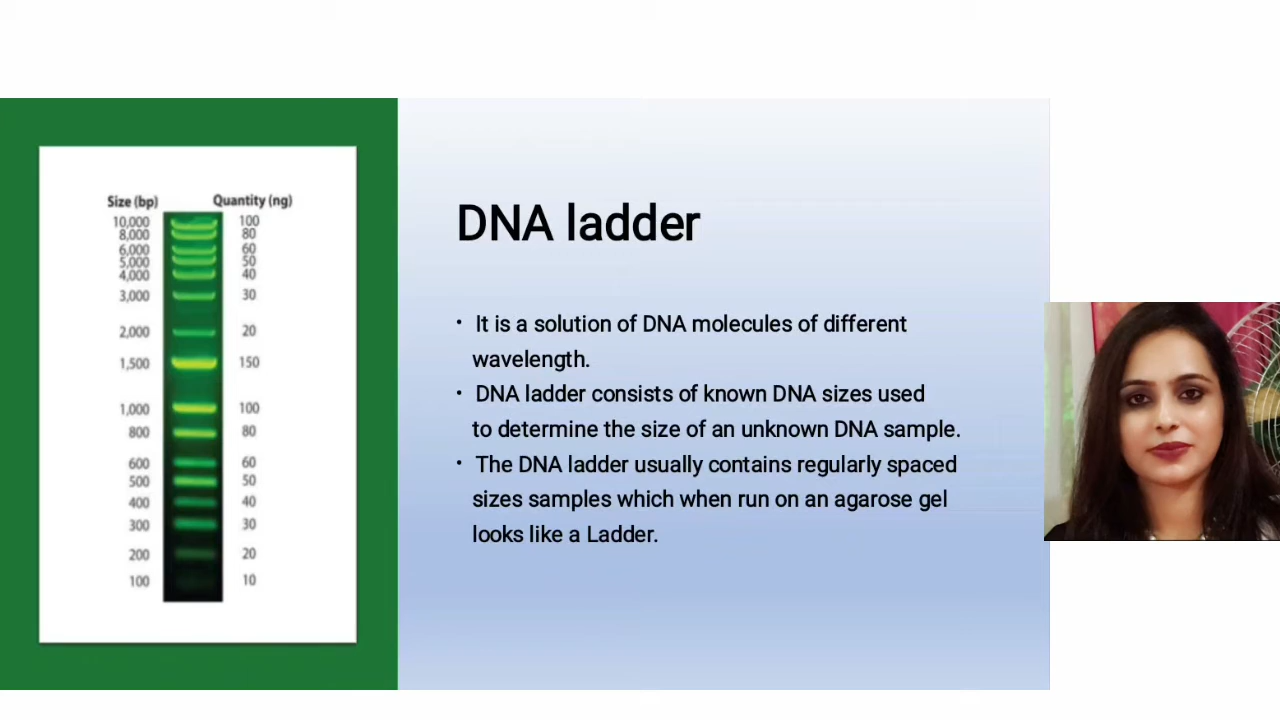 Size (bp) Quantity (ng)
10,000 100
8,000 80
6,000 60
5,000 50
4,000 40
3,000 30
2,000 20
1,500 150
1,000 100
800 80
600 60
500 50
400 40
300 30
200 20
100 10
DNA ladder
• It is a solution of DNA molecules of different
wavelength.
• DNA ladder consists of known DNA sizes used
to determine the size of an unknown DNA sample.
• The DNA ladder usually contains regularly spaced
sizes samples which when run on an agarose gel
looks like a Ladder.